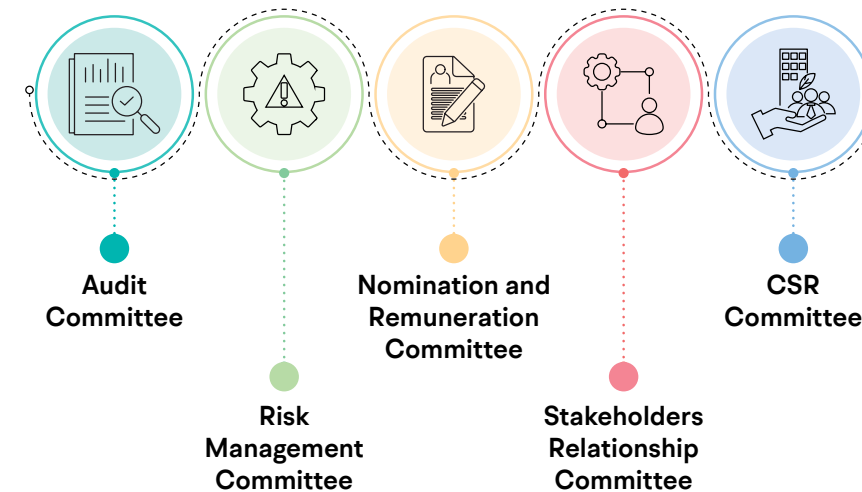 Audit
Committee
Risk
Management
Committee
Nomination and
Remuneration
Committee
Stakeholders
Relationship
Committee
CSR
Committee